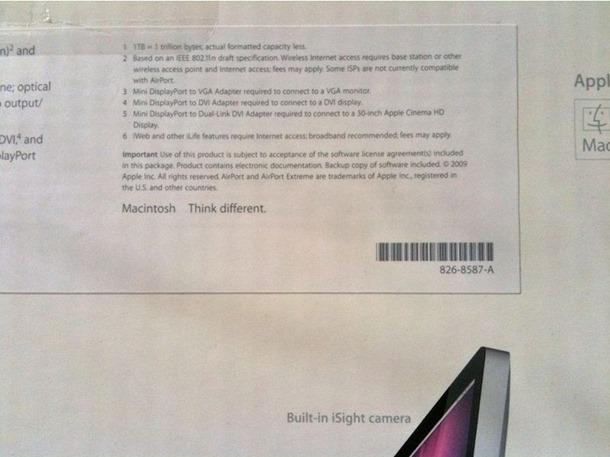 n)² and
ne; optical
o output/
DVI,⁴ and
layPort
1 1TB = 1 trillion bytes; actual formatted capacity less.
2 Based on an IEEE 802.11n draft specification. Wireless Internet access requires base station or other
wireless access point and Internet access; fees may apply. Some ISPs are not currently compatible
with AirPort.
3 Mini DisplayPort to VGA Adapter required to connect to a VGA monitor.
4 Mini DisplayPort to DVI Adapter required to connect to a DVI display.
5 Mini DisplayPort to Dual-Link DVI Adapter required to connect to a 30-inch Apple Cinema HD
Display.
6 iWeb and other iLife features require Internet access; broadband recommended; fees may apply.
Important Use of this product is subject to acceptance of the software license agreement(s) included
in this package. Product contains electronic documentation. Backup copy of software included. © 2009
Apple Inc. All rights reserved. AirPort and AirPort Extreme are trademarks of Apple Inc., registered in
the U.S. and other countries.
Macintosh Think different.
826-8587-A
Appl
Mac
Built-in iSight camera